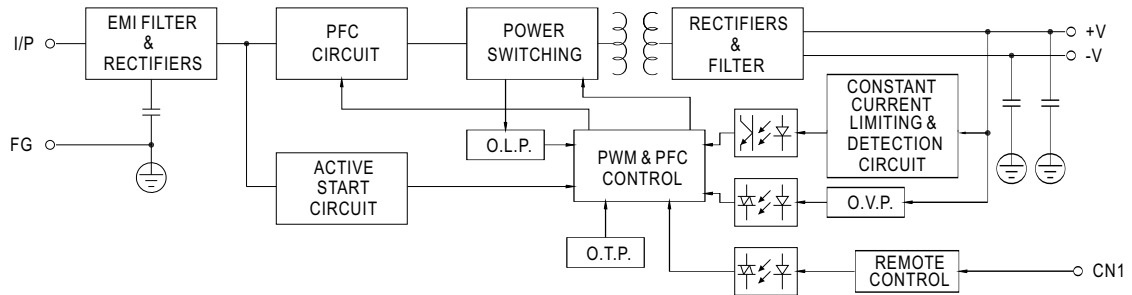 I/P
EMI FILTER
&
RECTIFIERS
PFC
CIRCUIT
POWER
SWITCHING
RECTIFIERS
&
FILTER
+V
-V
FG
O.L.P.
PWM & PFC
CONTROL
CONSTANT
CURRENT
LIMITING &
DETECTION
CIRCUIT
ACTIVE
START
CIRCUIT
O.V.P.
O.T.P.
REMOTE
CONTROL
CN1